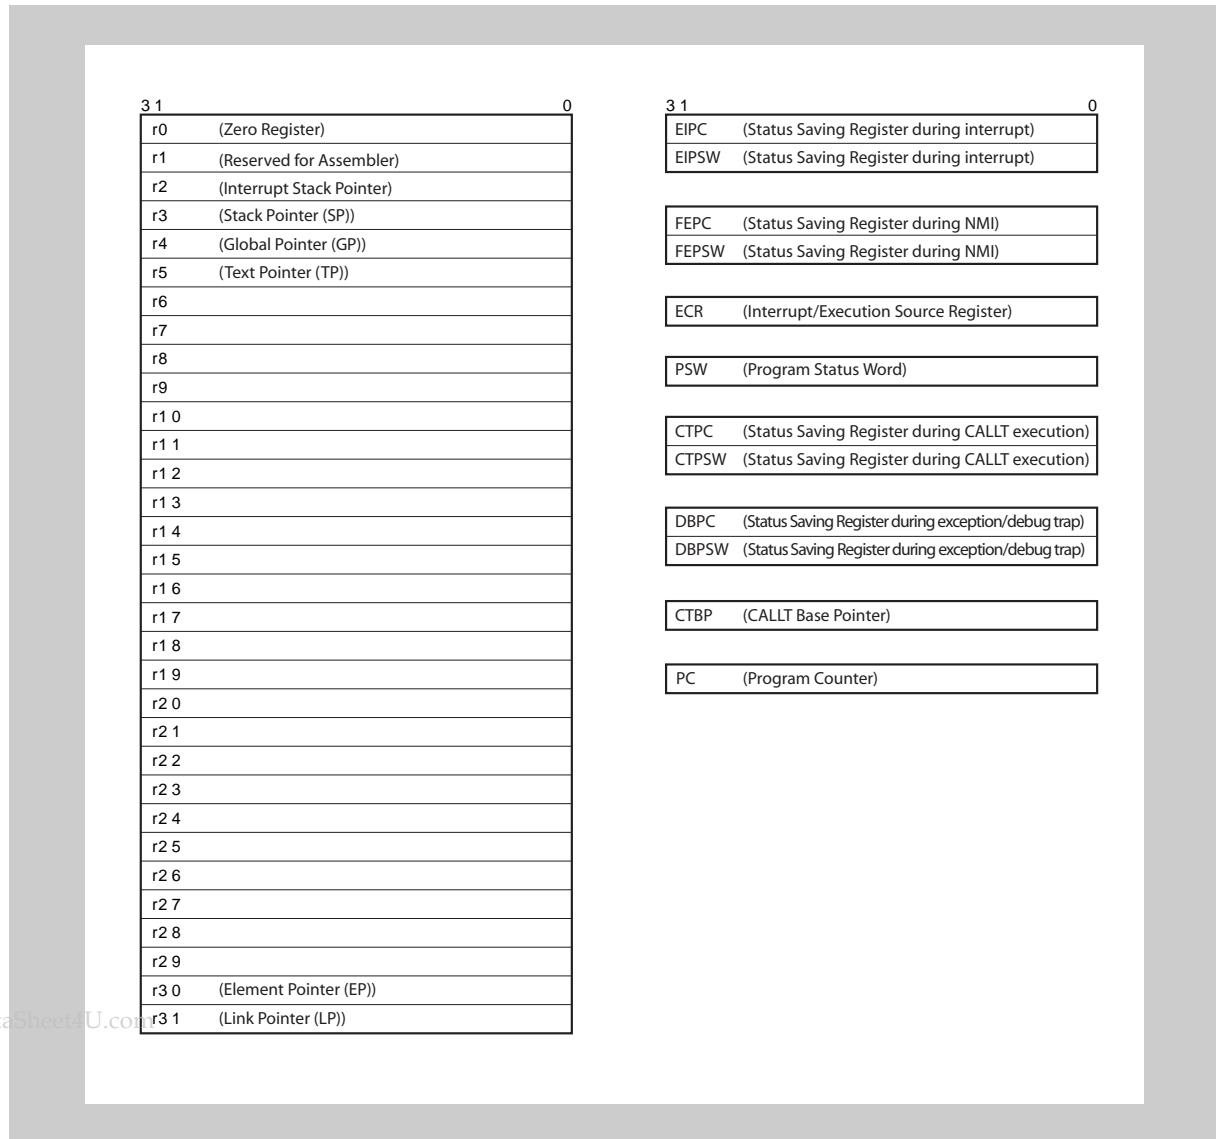 31 0
r0 (Zero Register)
r1 (Reserved for Assembler)
r2 (Interrupt Stack Pointer)
r3 (Stack Pointer (SP))
r4 (Global Pointer (GP))
r5 (Text Pointer (TP))
r6
r7
r8
r9
r10
r11
r12
r13
r14
r15
r16
r17
r18
r19
r20
r21
r22
r23
r24
r25
r26
r27
r28
r29
r30 (Element Pointer (EP))
r31 (Link Pointer (LP))
31 0
EIPC (Status Saving Register during interrupt)
EIPSW (Status Saving Register during interrupt)
FEPC (Status Saving Register during NMI)
FEPSW (Status Saving Register during NMI)
ECR (Interrupt/Execution Source Register)
PSW (Program Status Word)
CTPC (Status Saving Register during CALLT execution)
CTPSW (Status Saving Register during CALLT execution)
DBPC (Status Saving Register during exception/debug trap)
DBPSW (Status Saving Register during exception/debug trap)
CTBP (CALLT Base Pointer)
PC (Program Counter)
aSheet4U.com